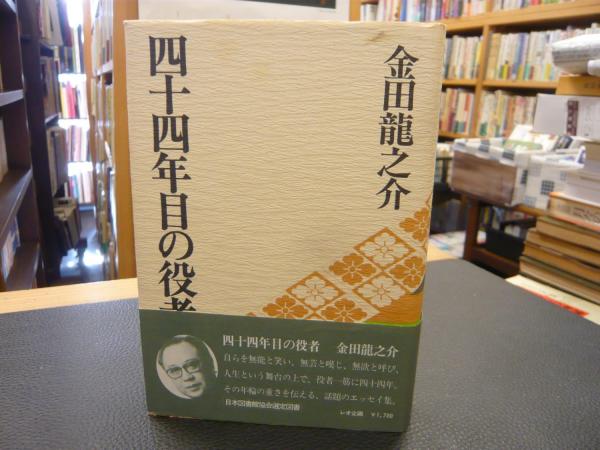 四十四年目の役者
金田龍之介
四十四年目の役者 金田龍之介
自らを無能と笑い、無芸と嘆じ、無欲と呼び、
人生という舞台の上で、役者一筋に四十四年。
その年輪の重さを伝える、話題のエッセイ集。
日本図書館協会選定図書
レオ企画 ¥1,700